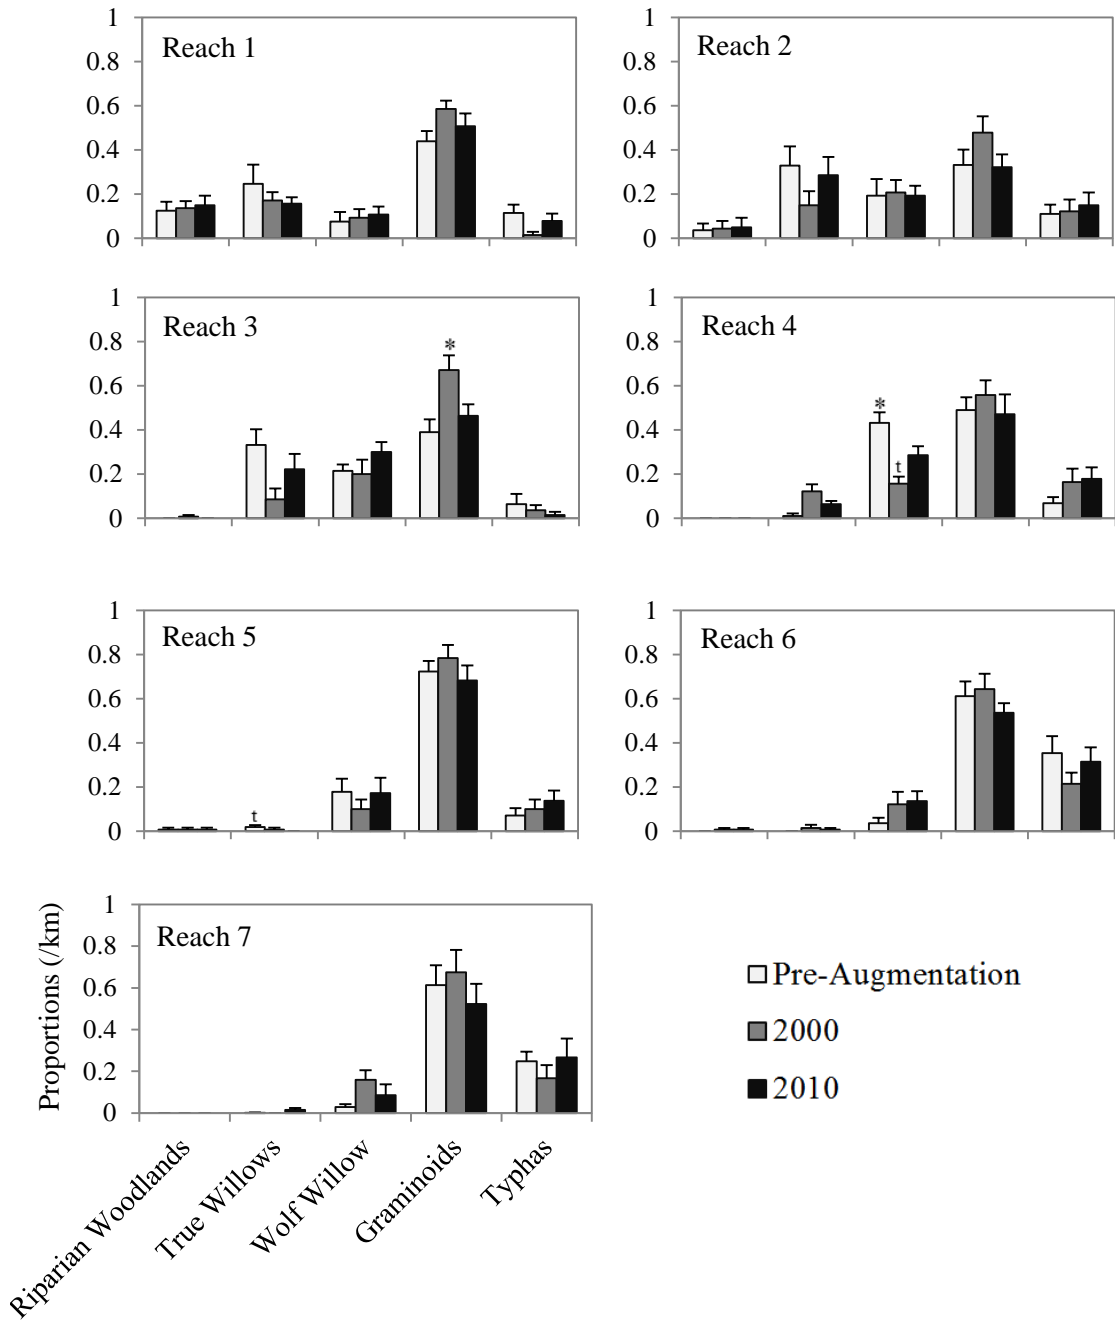 Reach 1
1
0.8
0.6
0.4
0.2
0
Reach 2
1
0.8
0.6
0.4
0.2
0
Reach 3
1
0.8
0.6
0.4
0.2
0
*
Reach 4
1
0.8
0.6
0.4
0.2
0
*
t
Reach 5
1
0.8
0.6
0.4
0.2
0
t
Reach 6
1
0.8
0.6
0.4
0.2
0
Reach 7
1
0.8
0.6
0.4
0.2
0
Proportions (/km)
Riparian Woodlands
True Willows
Wolf Willow
Graminoids
Typhas
Pre-Augmentation
2000
2010